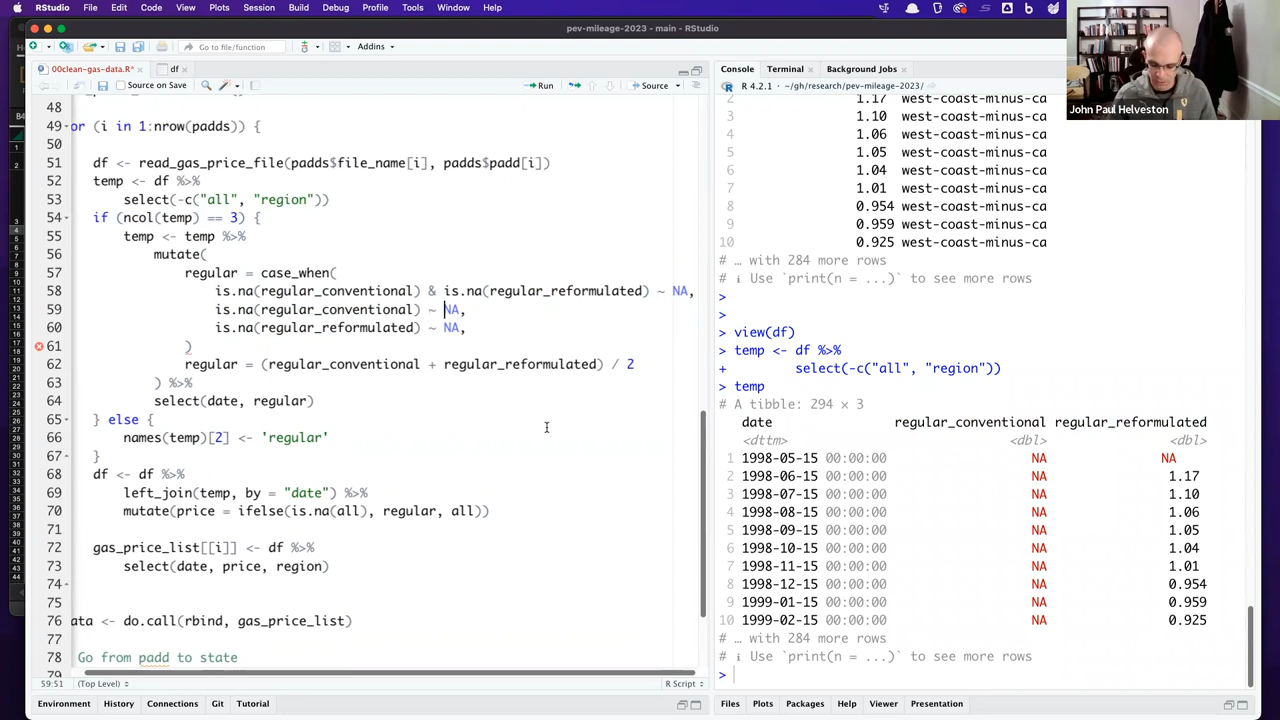 Session
Build
Debug
Profile
Tools
Window
Help
pev-mileage-2023 - main - RStudio
Go to file/function
Addins
00clean-gas-data.R*
df
Source on Save
Run
Source
48
49 or (i in 1:nrow(padds)) {
50
51 df <- read_gas_price_file(padds$file_name[i], padds$padd[i])
52 temp <- df %>%
53 select(-c("all", "region"))
54 if (ncol(temp) == 3) {
55 temp <- temp %>%
56 mutate(
57 regular = case_when(
58 is.na(regular_conventional) & is.na(regular_reformulated) ~ NA,
59 is.na(regular_conventional) ~ NA,
60 is.na(regular_reformulated) ~ NA,
61 )
62 regular = (regular_conventional + regular_reformulated) / 2
63 ) %>%
64 select(date, regular)
65 } else {
66 names(temp)[2] <- 'regular'
67 }
68 df <- df %>%
69 left_join(temp, by = "date") %>%
70 mutate(price = ifelse(is.na(all), regular, all))
71
72 gas_price_list[[i]] <- df %>%
73 select(date, price, region)
74
75
76 ata <- do.call(rbind, gas_price_list)
77
78 Go from padd to state
79
59:51 (Top Level)
R Script
Environment History Connections Git Tutorial
Console Terminal Background Jobs
R 4.2.1 · ~/gh/research/pev-mileage-2023/
2 1.17 west-coast-minus-ca
3 1.10 west-coast-minus-ca
4 1.06 west-coast-minus-ca
5 1.05 west-coast-minus-ca
6 1.04 west-coast-minus-ca
7 1.01 west-coast-minus-ca
8 0.954 west-coast-minus-ca
9 0.959 west-coast-minus-ca
10 0.925 west-coast-minus-ca
# … with 284 more rows
# ℹ Use `print(n = ...)` to see more rows
>
>
> view(df)
> temp <- df %>%
+ select(-c("all", "region"))
> temp
# A tibble: 294 × 3
date regular_conventional regular_reformulated
<dttm> <dbl> <dbl>
1 1998-05-15 00:00:00 NA NA
2 1998-06-15 00:00:00 NA 1.17
3 1998-07-15 00:00:00 NA 1.10
4 1998-08-15 00:00:00 NA 1.06
5 1998-09-15 00:00:00 NA 1.05
6 1998-10-15 00:00:00 NA 1.04
7 1998-11-15 00:00:00 NA 1.01
8 1998-12-15 00:00:00 NA 0.954
9 1999-01-15 00:00:00 NA 0.959
10 1999-02-15 00:00:00 NA 0.925
# … with 284 more rows
# ℹ Use `print(n = ...)` to see more rows
>
Files Plots Packages Help Viewer Presentation
John Paul Helveston